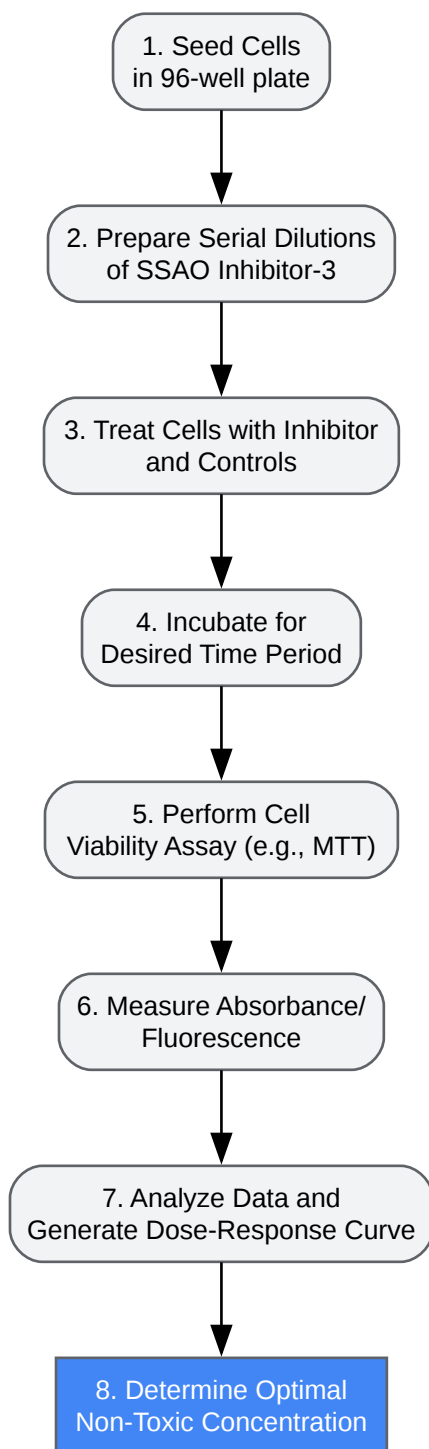 1. Seed Cells
in 96-well plate
2. Prepare Serial Dilutions
of SSAO Inhibitor-3
3. Treat Cells with Inhibitor
and Controls
4. Incubate for
Desired Time Period
5. Perform Cell
Viability Assay (e.g., MTT)
6. Measure Absorbance/
Fluorescence
7. Analyze Data and
Generate Dose-Response Curve
8. Determine Optimal
Non-Toxic Concentration